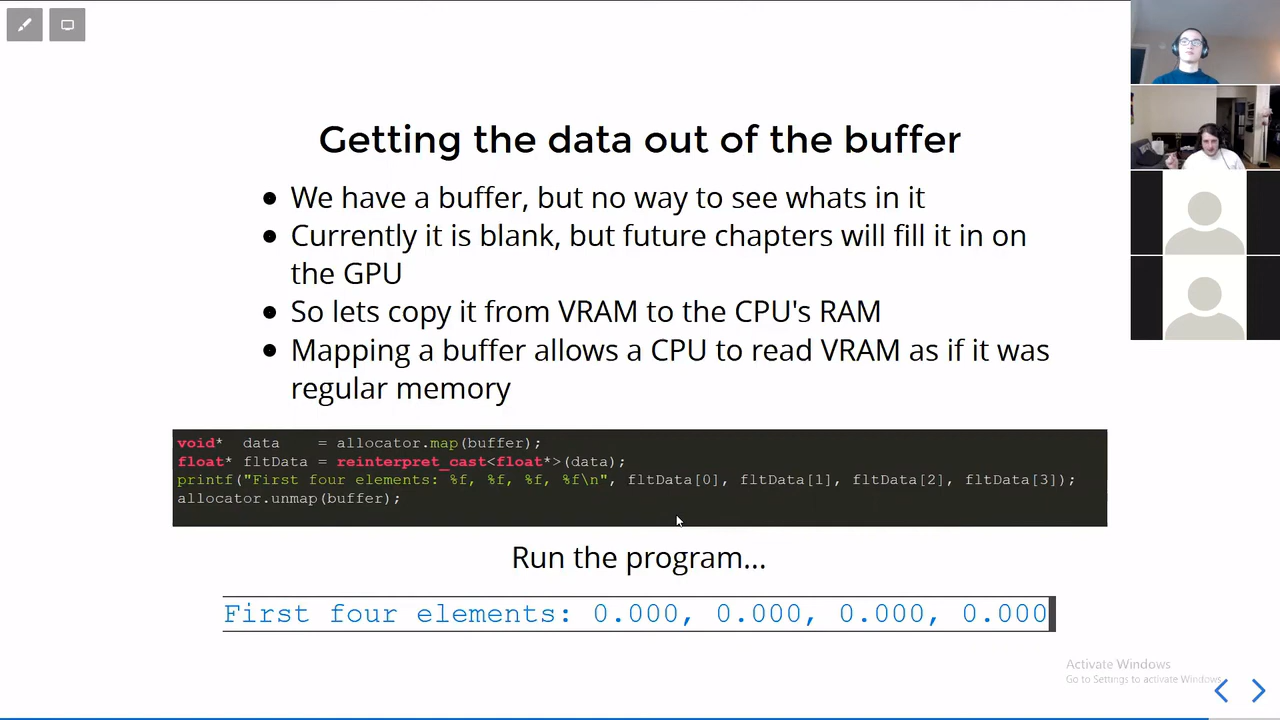 Getting the data out of the buffer
We have a buffer, but no way to see whats in it
Currently it is blank, but future chapters will fill it in on
the GPU
So lets copy it from VRAM to the CPU's RAM
Mapping a buffer allows a CPU to read VRAM as if it was
regular memory
void* data = allocator.map(buffer);
float* fltData = reinterpret_cast<float*>(data);
printf("First four elements: %f, %f, %f, %f\n", fltData[0], fltData[1], fltData[2], fltData[3]);
allocator.unmap(buffer);
Run the program...
First four elements: 0.000, 0.000, 0.000, 0.000
Activate Windows
Go to Settings to activate Windows.